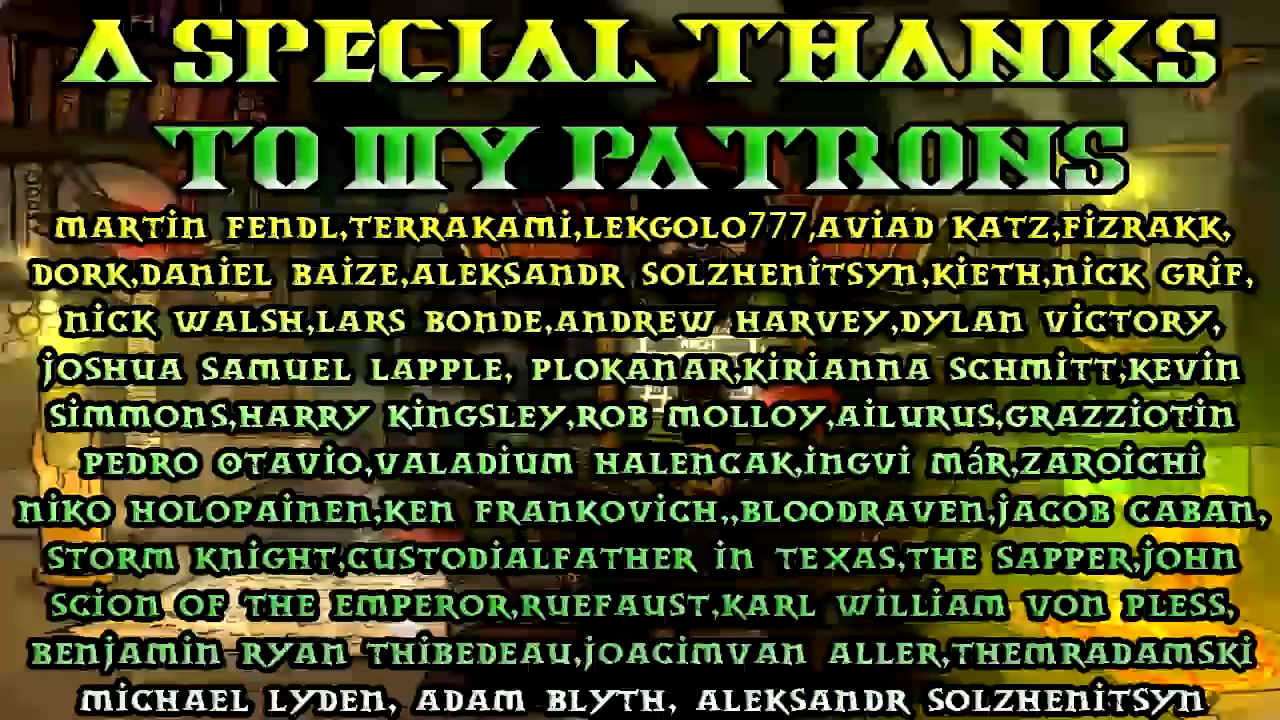 A SPECIAL THANKS
TO MY PATRONS
MARTIN FENDL,TERRAKAMI,LEKGOLO777,AVIAD KATZ,FIZRAKK,
DORK,DANIEL BAIZE,ALEKSANDR SOLZHENITSYN,KIETH,NICK GRIF,
NICK WALSH,LARS BONDE,ANDREW HARVEY,DYLAN VICTORY,
JOSHUA SAMUEL LAPPLE, PLOKANAR,KIRIANNA SCHMITT,KEVIN
SIMMONS,HARRY KINGSLEY,ROB MOLLOY,AILURUS,GRAZZIOTIN
PEDRO OTAVIO,VALADIUM HALENCAK,INGVI MáR,ZAROICHI
NIKO HOLOPAINEN,KEN FRANKOVICH,,BLOODRAVEN,JACOB CABAN,
STORM KNIGHT,CUSTODIALFATHER IN TEXAS,THE SAPPER,JOHN
SCION OF THE EMPEROR,RUEFAUST,KARL WILLIAM VON PLESS,
BENJAMIN RYAN THIBEDEAU,JOACIMVAN ALLER,THEMRADAMSKI
MICHAEL LYDEN, ADAM BLYTH, ALEKSANDR SOLZHENITSYN